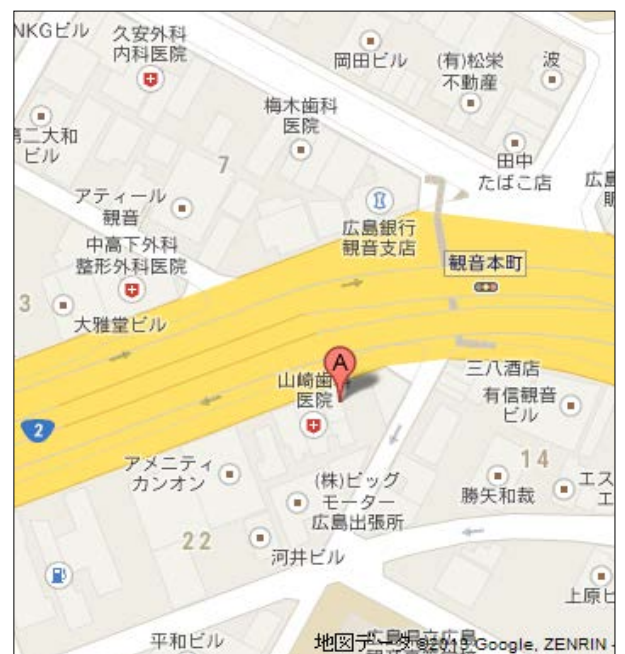 NKGビル
久安外科
内科医院
岡田ビル
(有)松栄
不動産
波
梅木歯科
医院
第二大和
ビル
7
田中
たばこ店
広島
アティール
観音
広島銀行
観音支店
中高下外科
整形外科医院
観音本町
3
大雅堂ビル
三八酒店
A
山崎歯
医院
有信観音
ビル
2
14
アメニティ
カンオン
(株)ビッグ
モーター
広島出張所
勝矢和裁
エス
エ
22
河井ビル
上原ビ
平和ビル
地図データ ©2013 Google, ZENRIN -